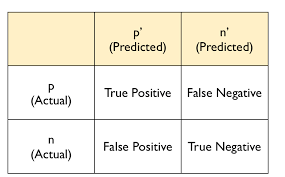 p' n'
(Predicted) (Predicted)
p
(Actual) True Positive False Negative
n
(Actual) False Positive True Negative